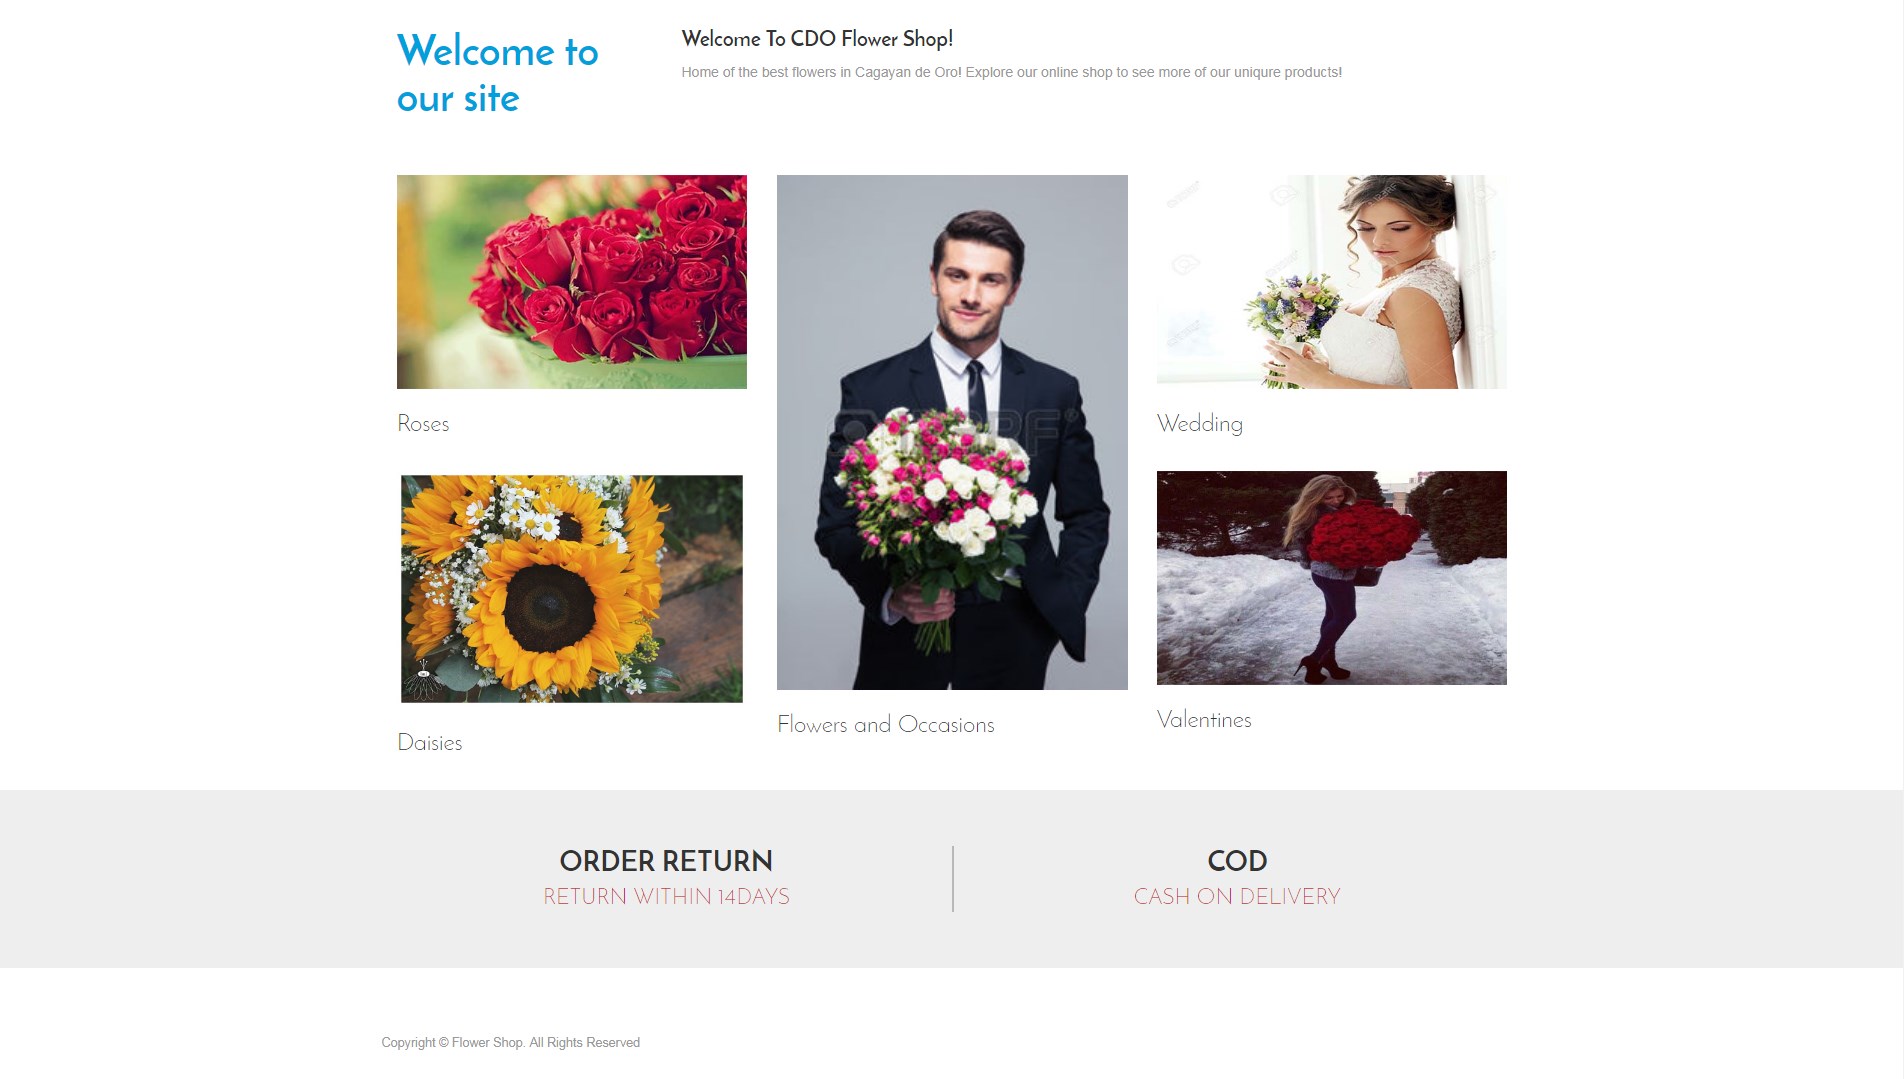 Welcome to
our site
Welcome To CDO Flower Shop!
Home of the best flowers in Cagayan de Oro! Explore our online shop to see more of our uniqure products!
Roses
Wedding
Flowers and Occasions
Valentines
Daisies
ORDER RETURN
RETURN WITHIN 14DAYS
COD
CASH ON DELIVERY
Copyright © Flower Shop. All Rights Reserved